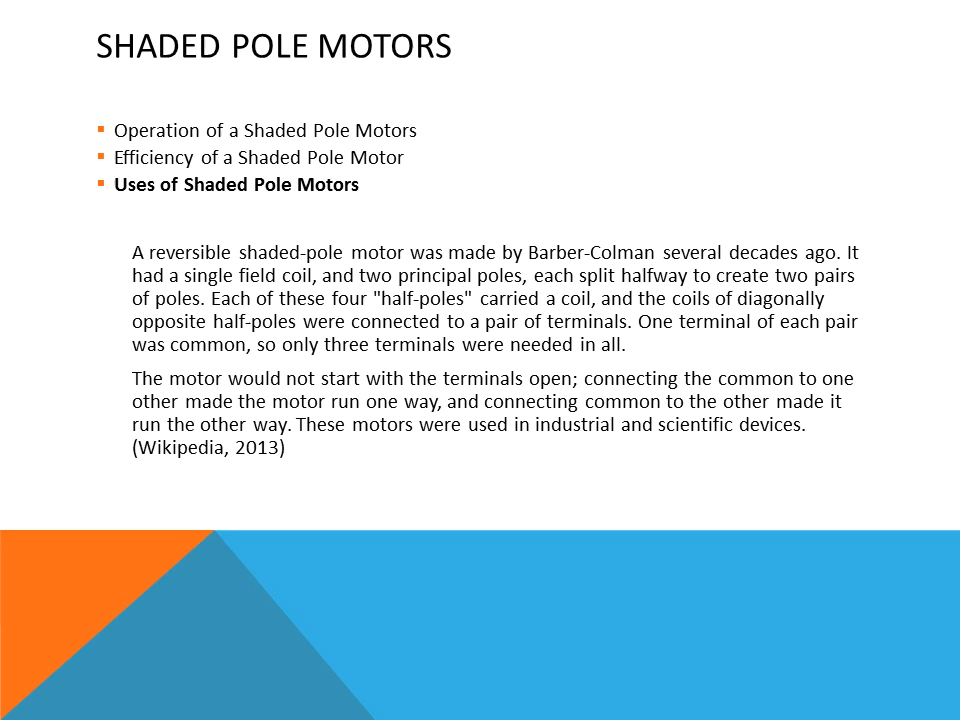 SHADED POLE MOTORS
Operation of a Shaded Pole Motors
Efficiency of a Shaded Pole Motor
Uses of Shaded Pole Motors
A reversible shaded-pole motor was made by Barber-Colman several decades ago. It
had a single field coil, and two principal poles, each split halfway to create two pairs
of poles. Each of these four "half-poles" carried a coil, and the coils of diagonally
opposite half-poles were connected to a pair of terminals. One terminal of each pair
was common, so only three terminals were needed in all.
The motor would not start with the terminals open; connecting the common to one
other made the motor run one way, and connecting common to the other made it
run the other way. These motors were used in industrial and scientific devices.
(Wikipedia, 2013)